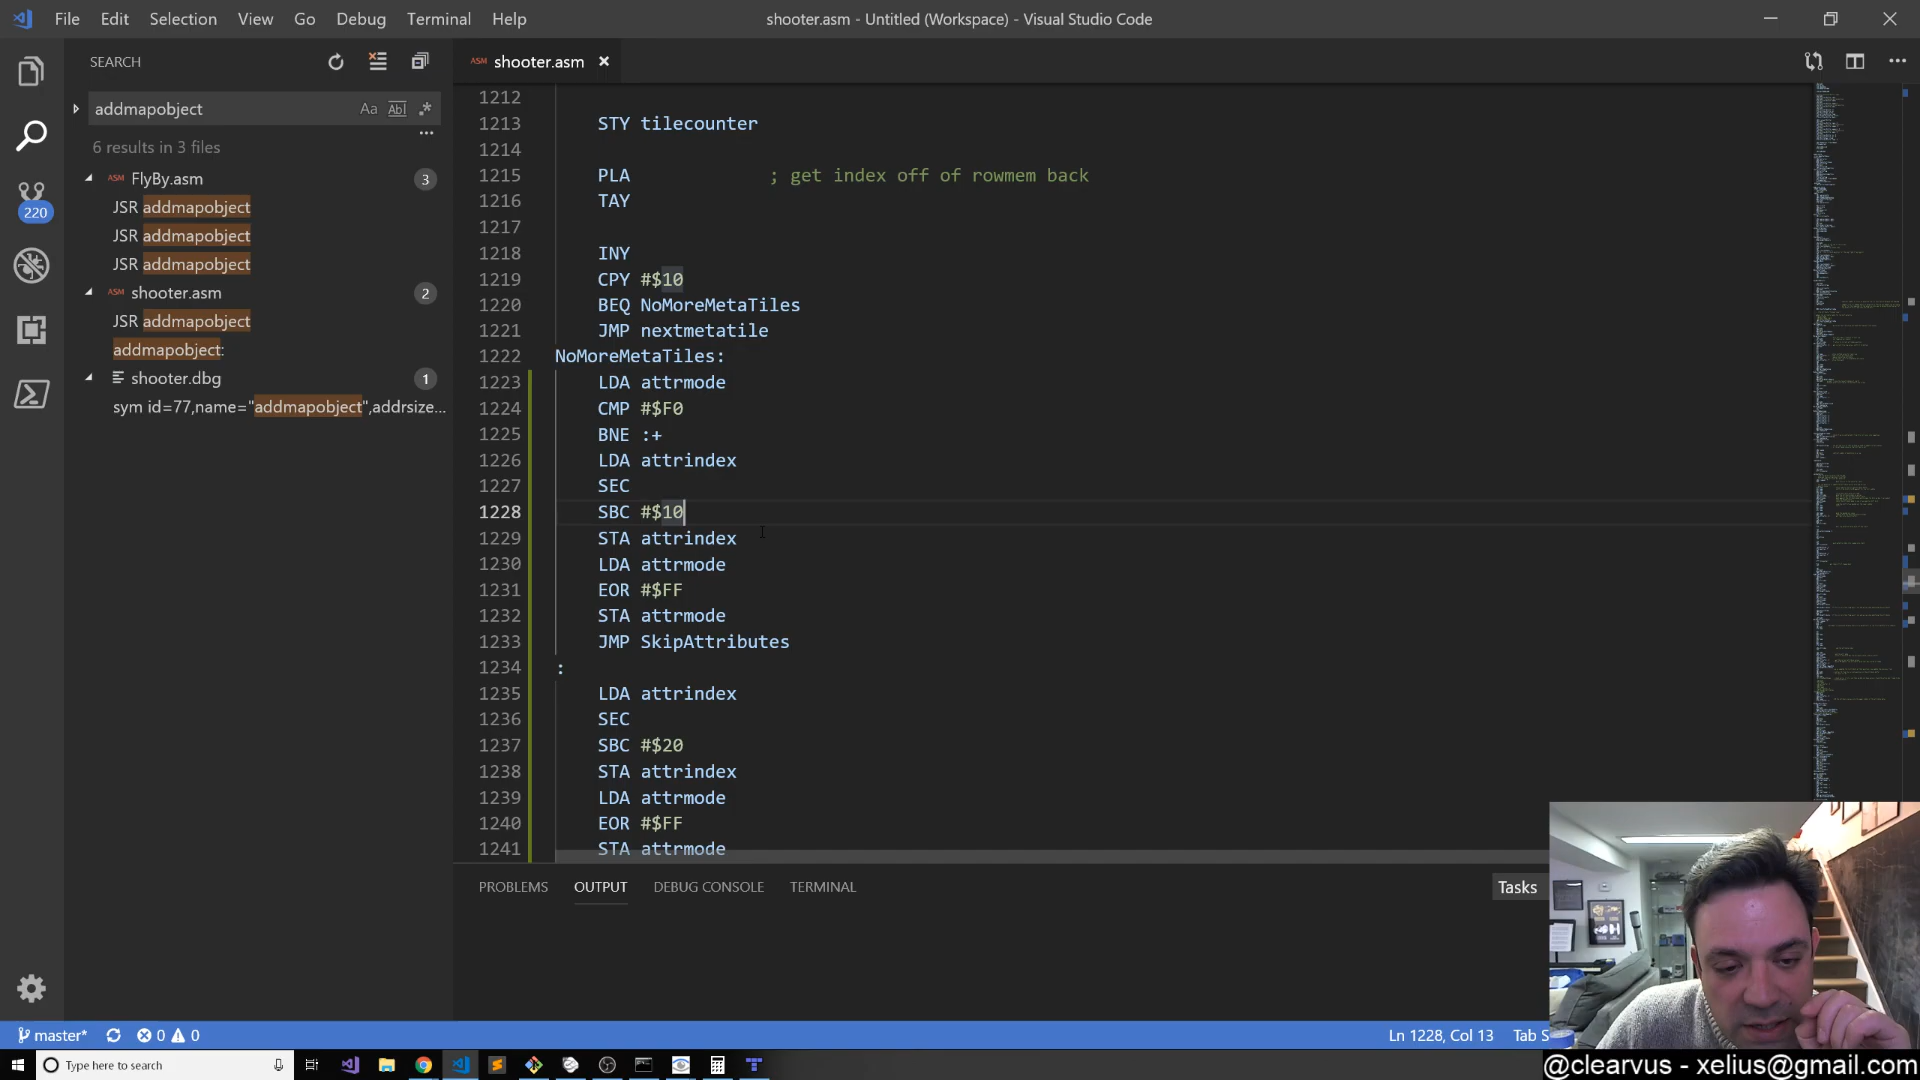 File Edit Selection View Go Debug Terminal Help
shooter.asm - Untitled (Workspace) - Visual Studio Code
SEARCH
addmapobject
Aa Abl .*
6 results in 3 files
ASM FlyBy.asm 3
JSR addmapobject
JSR addmapobject
JSR addmapobject
ASM shooter.asm 2
JSR addmapobject
addmapobject:
shooter.dbg 1
sym id=77,name="addmapobject",addrsize...
220
ASM shooter.asm
1212
1213 STY tilecounter
1214
1215 PLA ; get index off of rowmem back
1216 TAY
1217
1218 INY
1219 CPY #$10
1220 BEQ NoMoreMetaTiles
1221 JMP nextmetatile
1222 NoMoreMetaTiles:
1223 LDA attrmode
1224 CMP #$F0
1225 BNE :+
1226 LDA attrindex
1227 SEC
1228 SBC #$10
1229 STA attrindex
1230 LDA attrmode
1231 EOR #$FF
1232 STA attrmode
1233 JMP SkipAttributes
1234 :
1235 LDA attrindex
1236 SEC
1237 SBC #$20
1238 STA attrindex
1239 LDA attrmode
1240 EOR #$FF
1241 STA attrmode
PROBLEMS OUTPUT DEBUG CONSOLE TERMINAL
Tasks
master* 0 0
Ln 1228, Col 13 Tab S
Type here to search
@clearvus - xelius@gmail.com